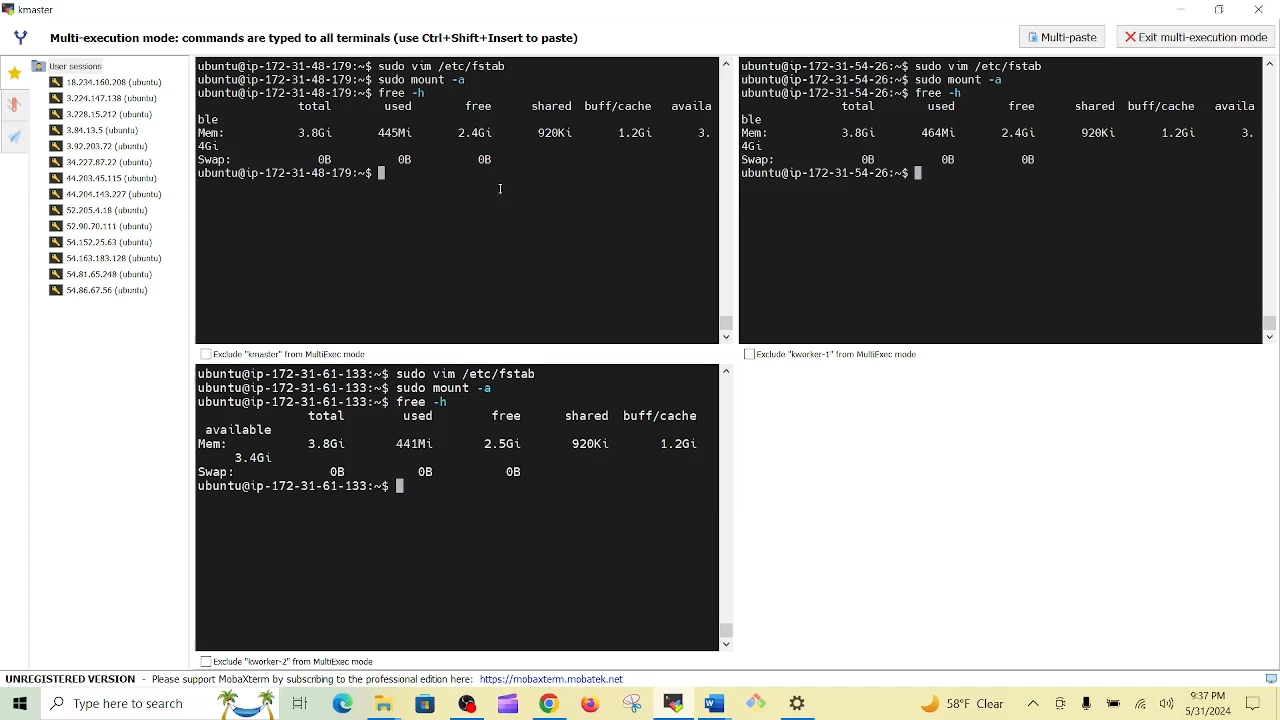 kmaster
Multi-execution mode: commands are typed to all terminals (use Ctrl+Shift+Insert to paste)
Multi-paste
Exit multi-execution mode
User sessions
18.234.160.208 (ubuntu)
3.224.147.138 (ubuntu)
3.228.15.212 (ubuntu)
3.84.13.5 (ubuntu)
3.92.203.72 (ubuntu)
34.227.87.22 (ubuntu)
44.203.45.115 (ubuntu)
44.204.143.227 (ubuntu)
52.205.4.18 (ubuntu)
52.90.70.111 (ubuntu)
54.152.25.63 (ubuntu)
54.163.183.128 (ubuntu)
54.81.65.248 (ubuntu)
54.86.67.56 (ubuntu)
ubuntu@ip-172-31-48-179:~$ sudo vim /etc/fstab
ubuntu@ip-172-31-48-179:~$ sudo mount -a
ubuntu@ip-172-31-48-179:~$ free -h
total used free shared buff/cache availa
ble
Mem: 3.8Gi 445Mi 2.4Gi 920Ki 1.2Gi 3.
4Gi
Swap: 0B 0B 0B
ubuntu@ip-172-31-48-179:~$
Exclude "kmaster" from MultiExec mode
ubuntu@ip-172-31-54-26:~$ sudo vim /etc/fstab
ubuntu@ip-172-31-54-26:~$ sudo mount -a
ubuntu@ip-172-31-54-26:~$ free -h
total used free shared buff/cache availa
ble
Mem: 3.8Gi 464Mi 2.4Gi 920Ki 1.2Gi 3.
4Gi
Swap: 0B 0B 0B
ubuntu@ip-172-31-54-26:~$
Exclude "kworker-1" from MultiExec mode
ubuntu@ip-172-31-61-133:~$ sudo vim /etc/fstab
ubuntu@ip-172-31-61-133:~$ sudo mount -a
ubuntu@ip-172-31-61-133:~$ free -h
total used free shared buff/cache
available
Mem: 3.8Gi 441Mi 2.5Gi 920Ki 1.2Gi
3.4Gi
Swap: 0B 0B 0B
ubuntu@ip-172-31-61-133:~$
Exclude "kworker-2" from MultiExec mode
UNREGISTERED VERSION - Please support MobaXterm by subscribing to the professional edition here: https://mobaxterm.mobatek.net
Type here to search
58°F Clear
9:37 PM
5/31/2024